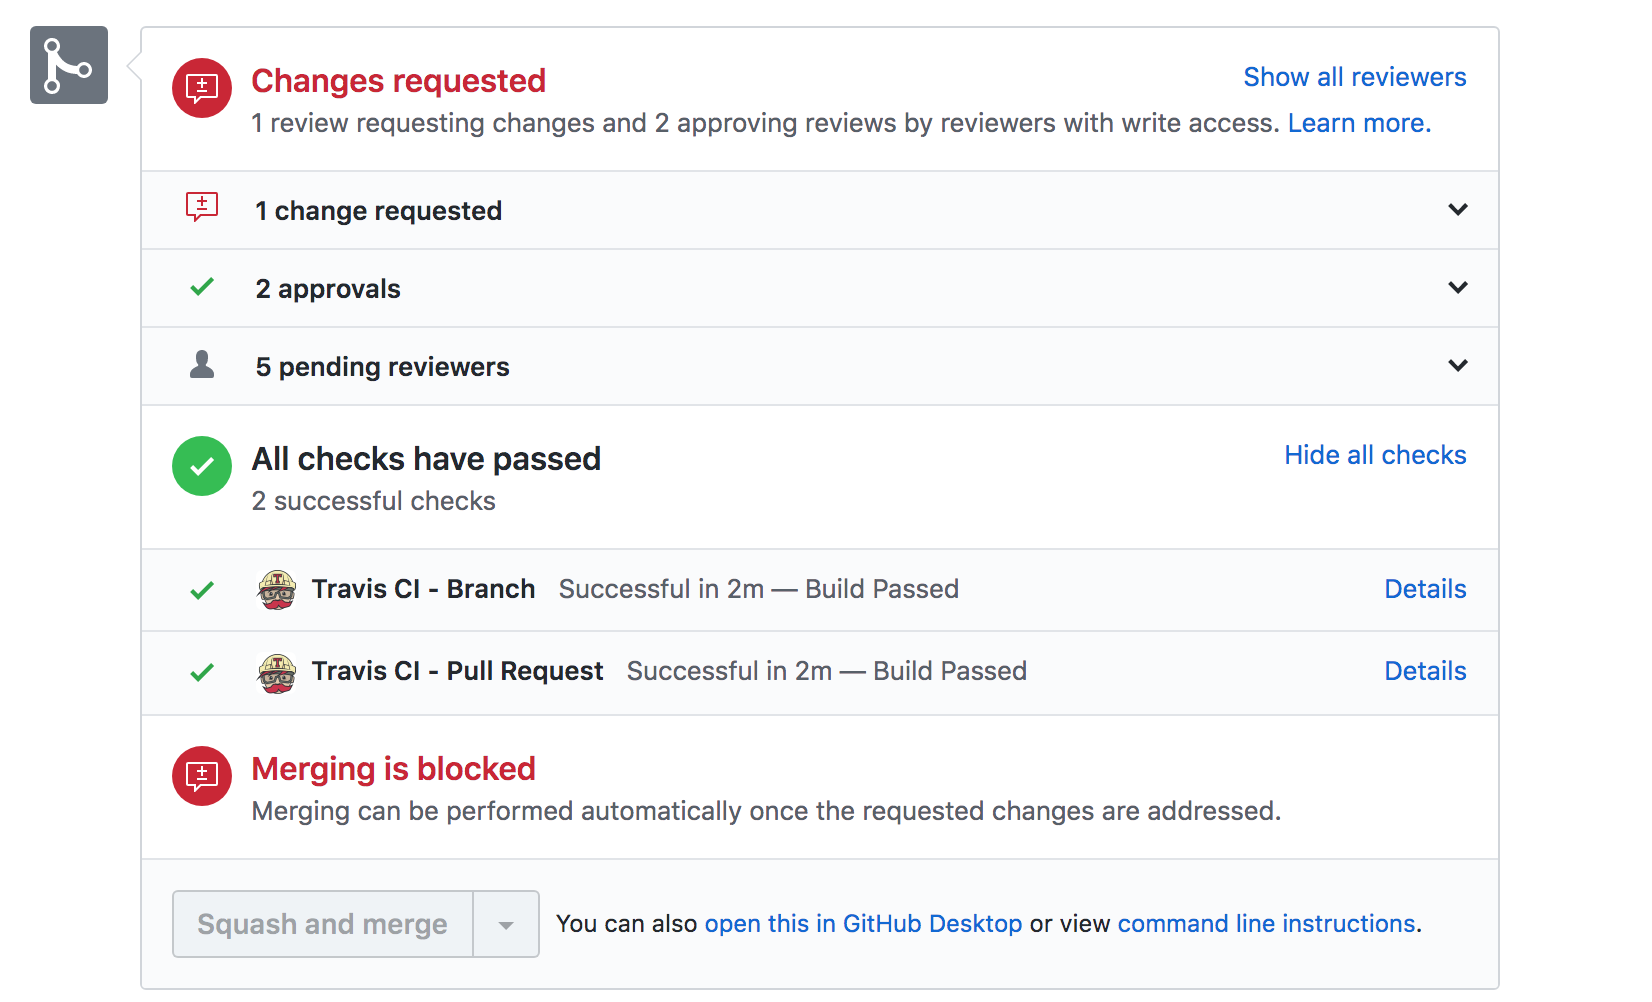 Changes requested
Show all reviewers
1 review requesting changes and 2 approving reviews by reviewers with write access. Learn more.
1 change requested
2 approvals
5 pending reviewers
All checks have passed
Hide all checks
2 successful checks
Travis CI - Branch Successful in 2m — Build Passed
Details
Travis CI - Pull Request Successful in 2m — Build Passed
Details
Merging is blocked
Merging can be performed automatically once the requested changes are addressed.
Squash and merge
You can also open this in GitHub Desktop or view command line instructions.